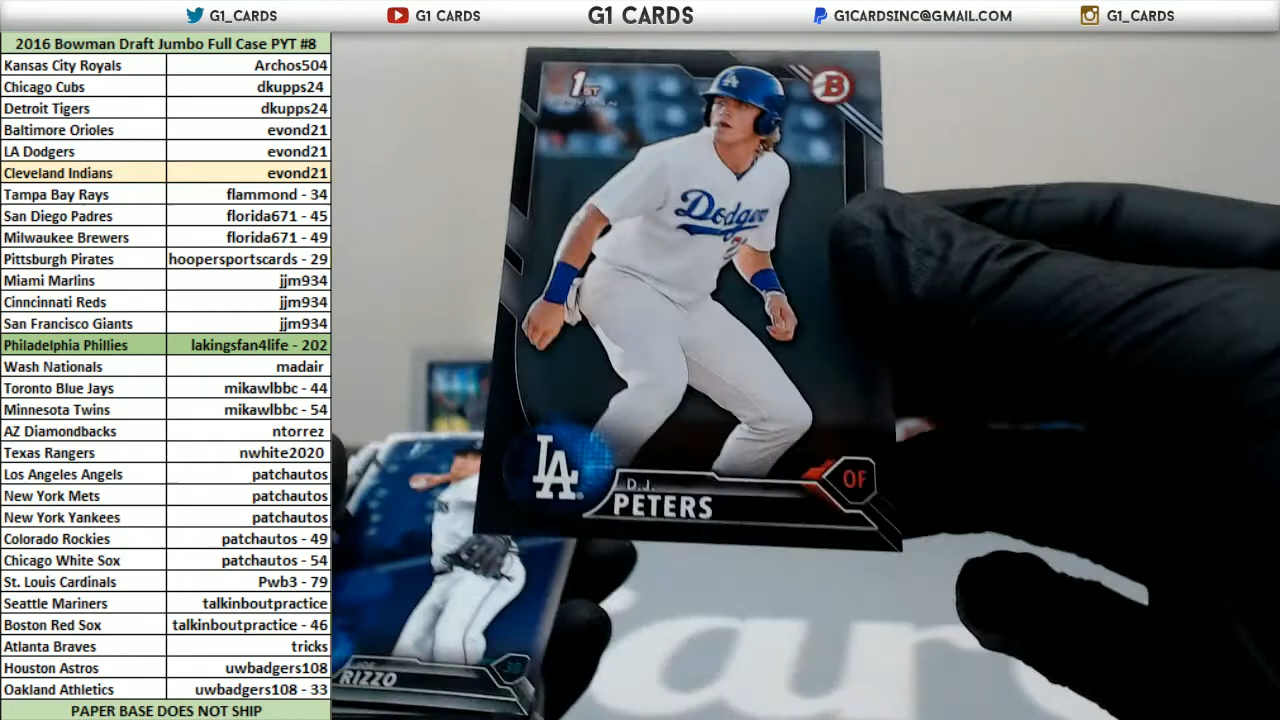 G1_CARDS G1 CARDS G1 CARDS G1CARDSINC@GMAIL.COM G1_CARDS
2016 Bowman Draft Jumbo Full Case PYT #8
Kansas City Royals Archos504
Chicago Cubs dkupps24
Detroit Tigers dkupps24
Baltimore Orioles evond21
LA Dodgers evond21
Cleveland Indians evond21
Tampa Bay Rays flammond - 34
San Diego Padres florida671 - 45
Milwaukee Brewers florida671 - 49
Pittsburgh Pirates hoopersportscards - 29
Miami Marlins jjm934
Cinncinnati Reds jjm934
San Francisco Giants jjm934
Philadelphia Phillies lakingsfan4life - 202
Wash Nationals madair
Toronto Blue Jays mikawlbbc - 44
Minnesota Twins mikawlbbc - 54
AZ Diamondbacks ntorrez
Texas Rangers nwhite2020
Los Angeles Angels patchautos
New York Mets patchautos
New York Yankees patchautos
Colorado Rockies patchautos - 49
Chicago White Sox patchautos - 54
St. Louis Cardinals Pwb3 - 79
Seattle Mariners talkinboutpractice
Boston Red Sox talkinboutpractice - 46
Atlanta Braves tricks
Houston Astros uwbadgers108
Oakland Athletics uwbadgers108 - 33
PAPER BASE DOES NOT SHIP
1ST
B
Dodgers
LA
D.J.
PETERS
OF
RIZZO